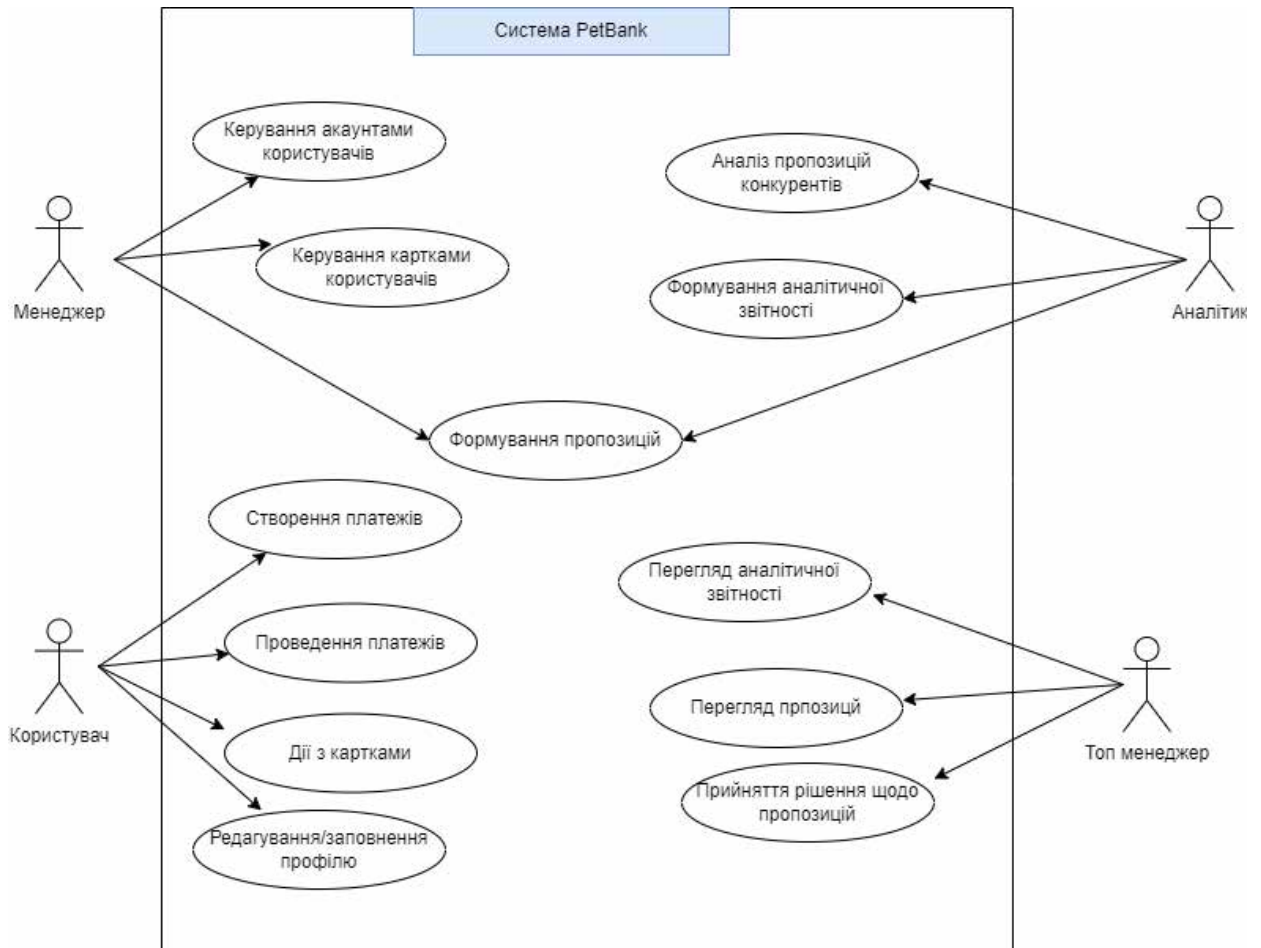 Система PetBank
Керування акаунтами
користувачів
Аналіз пропозицій
конкурентів
Керування картками
користувачів
Формування аналітичної
звітності
Менеджер
Аналітик
Формування пропозицій
Створення платежів
Перегляд аналітичної
звітності
Проведення платежів
Перегляд прпозицй
Користувач
Дії з картками
Топ менеджер
Прийняття рішення щодо
пропозицій
Редагування/заповнення
профілю